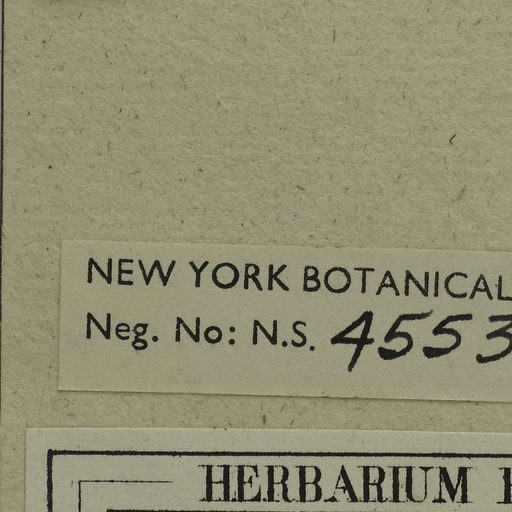 NEW YORK BOTANICAL
Neg. No: N.S. 4553
HERBARIUM